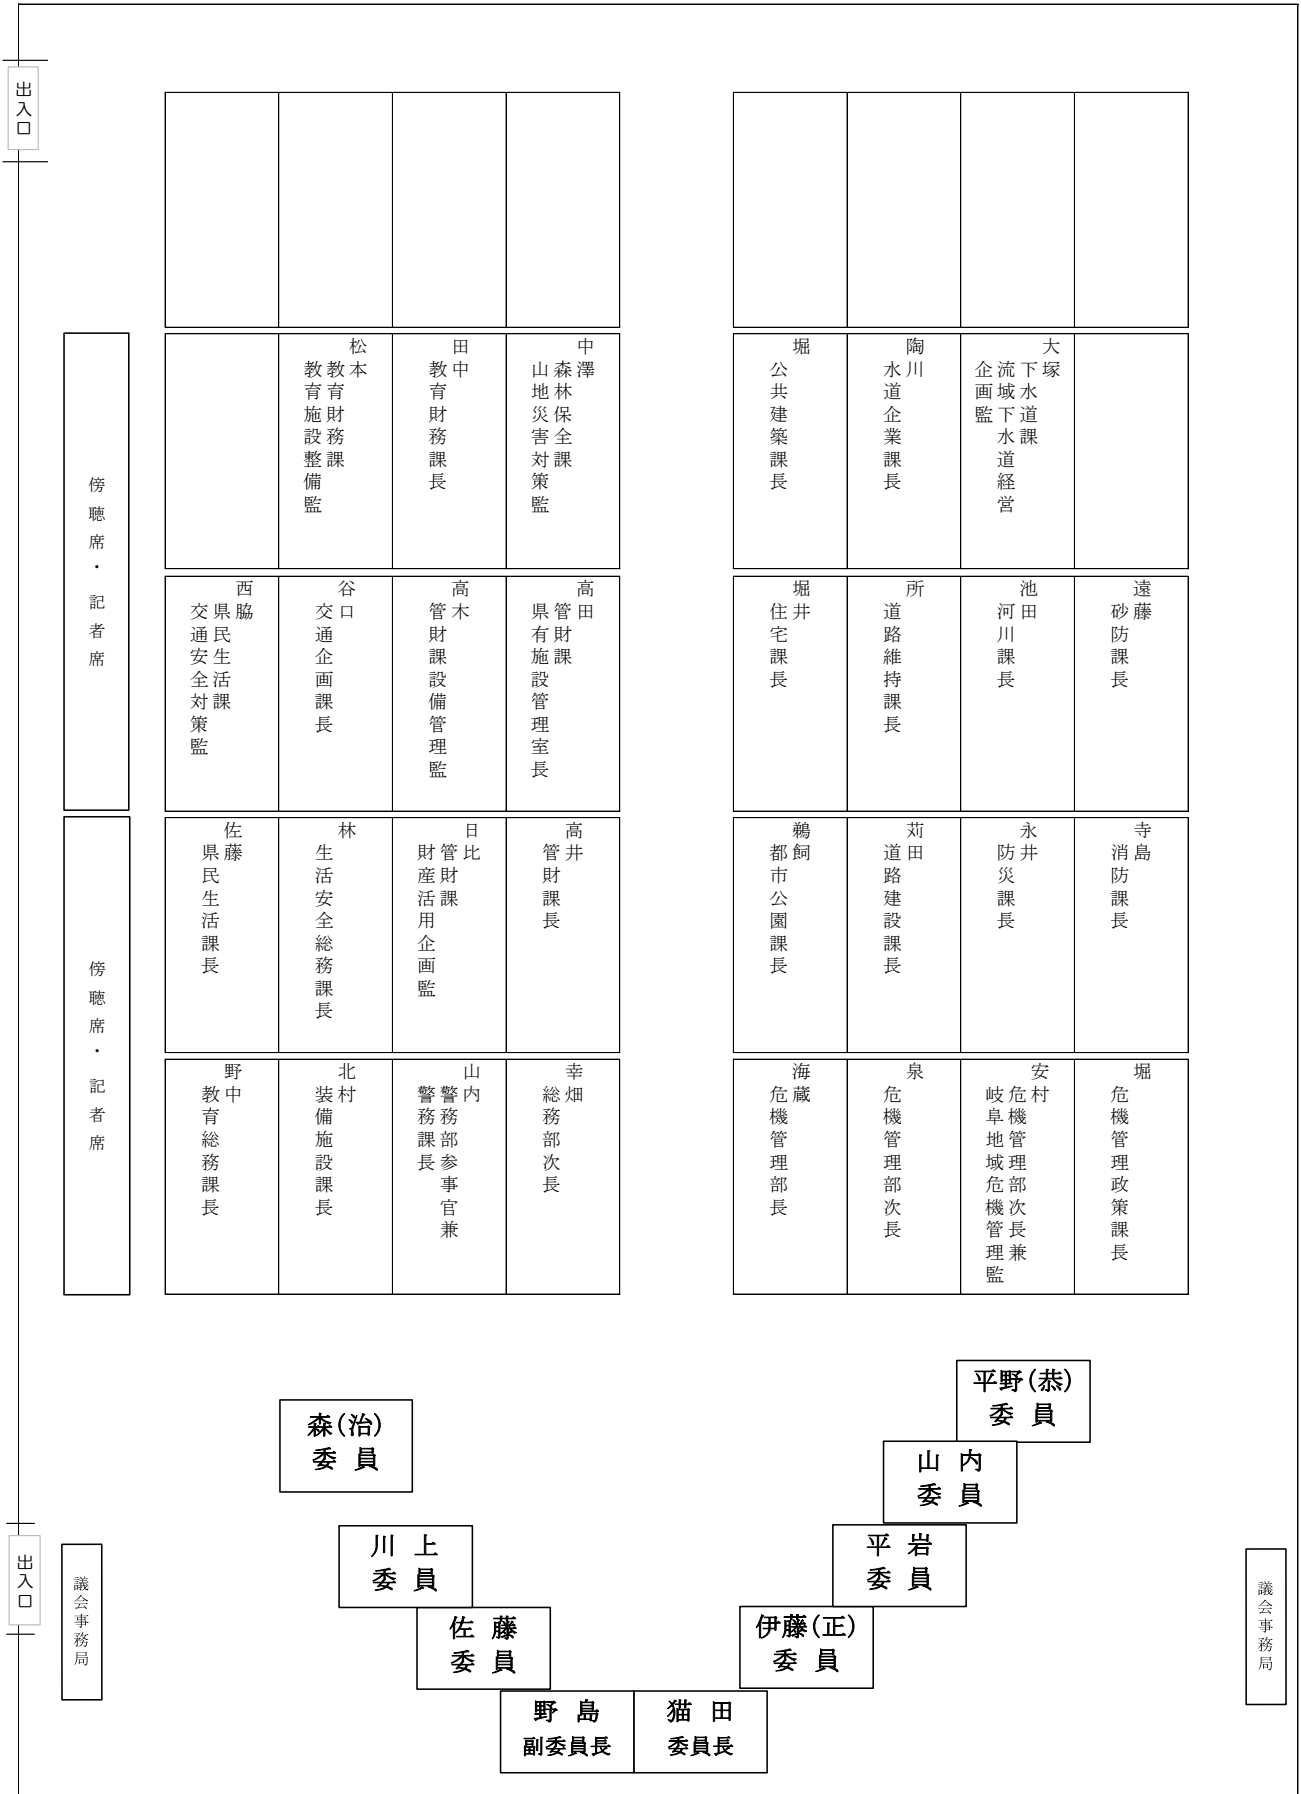 出入口
松本
教育財務課
教育施設整備監
田中
教育財務課長
中澤
森林保全課
山地災害対策監
堀
公共建築課長
陶川
水道企業課長
大塚
下水道課
流域下水道経営
企画監
傍聴席・記者席
西脇
県民生活課
交通安全対策監
谷口
交通企画課長
高木
管財課設備管理監
高田
管財課
県有施設管理室長
堀井
住宅課長
所
道路維持課長
池田
河川課長
遠藤
砂防課長
傍聴席・記者席
佐藤
県民生活課長
林
生活安全総務課長
日比
管財課
財産活用企画監
高井
管財課長
鵜飼
都市公園課長
苅田
道路建設課長
永井
防災課長
寺島
消防課長
野中
教育総務課長
北村
装備施設課長
山内
警務部参事官兼
警務課長
幸畑
総務部次長
海蔵
危機管理部長
泉
危機管理部次長
安村
危機管理部次長兼
岐阜地域危機管理監
堀
危機管理政策課長
平野(恭)
委員
森(治)
委員
山内
委員
川上
委員
平岩
委員
出入口
議会事務局
議会事務局
佐藤
委員
伊藤(正)
委員
野島
副委員長
猫田
委員長